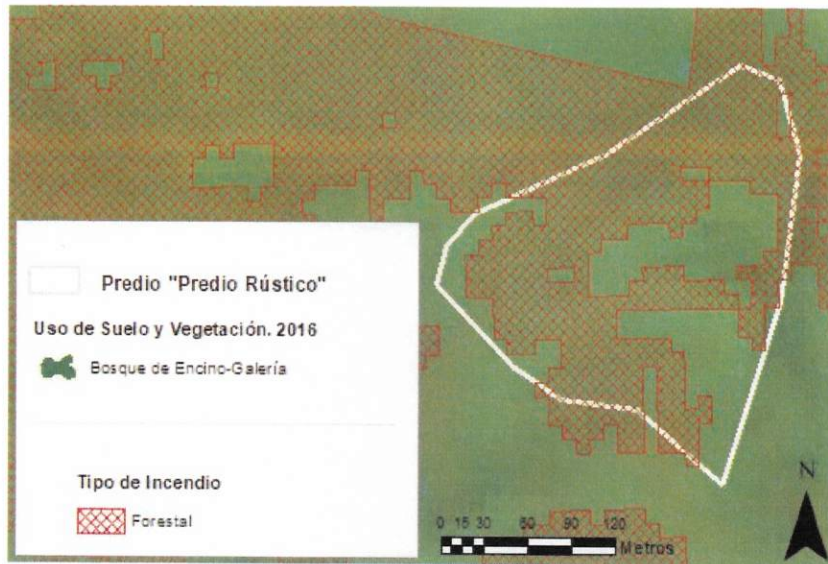 Predio "Predio Rústico"
Uso de Suelo y Vegetación. 2016
Bosque de Encino-Galería
Tipo de Incendio
Forestal
N
0 15 30 60 90 120
Metros